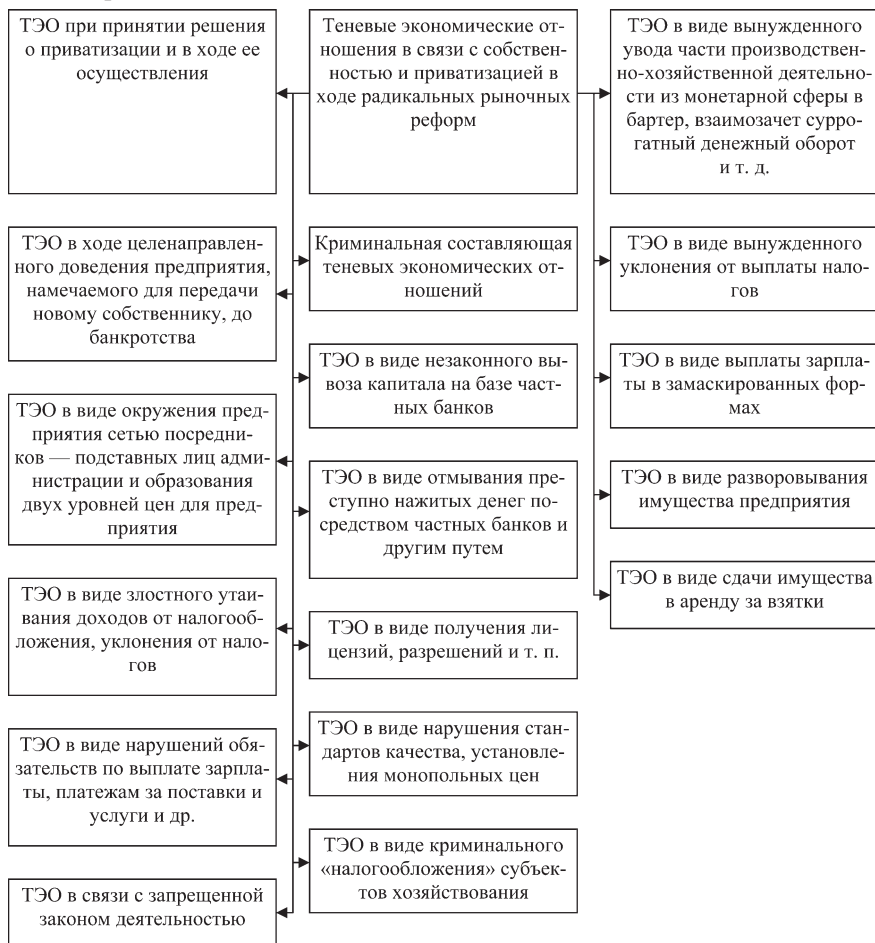 ТЭО при принятии решения
о приватизации и в ходе ее
осуществления
Теневые экономические от-
ношения в связи с собствен-
ностью и приватизацией в
ходе радикальных рыночных
реформ
ТЭО в виде вынужденного
увода части производствен-
но-хозяйственной деятельно-
сти из монетарной сферы в
бартер, взаимозачет сурро-
гатный денежный оборот
и т. д.
ТЭО в ходе целенаправлен-
ного доведения предприятия,
намечаемого для передачи
новому собственнику, до
банкротства
Криминальная составляющая
теневых экономических от-
ношений
ТЭО в виде вынужденного
уклонения от выплаты нало-
гов
ТЭО в виде незаконного вы-
воза капитала на базе част-
ных банков
ТЭО в виде выплаты зарпла-
ты в замаскированных фор-
мах
ТЭО в виде окружения пред-
приятия сетью посредни-
ков — подставных лиц адми-
нистрации и образования
двух уровней цен для пред-
приятия
ТЭО в виде отмывания пре-
ступно нажитых денег по-
средством частных банков и
другим путем
ТЭО в виде разворовывания
имущества предприятия
ТЭО в виде сдачи имущества
в аренду за взятки
ТЭО в виде злостного утаи-
вания доходов от налогооб-
ложения, уклонения от нало-
гов
ТЭО в виде получения ли-
цензий, разрешений и т. п.
ТЭО в виде нарушений обя-
зательств по выплате зарпла-
ты, платежам за поставки и
услуги и др.
ТЭО в виде нарушения стан-
дартов качества, установле-
ния монопольных цен
ТЭО в виде криминального
«налогообложения» субъек-
тов хозяйствования
ТЭО в связи с запрещенной
законом деятельностью